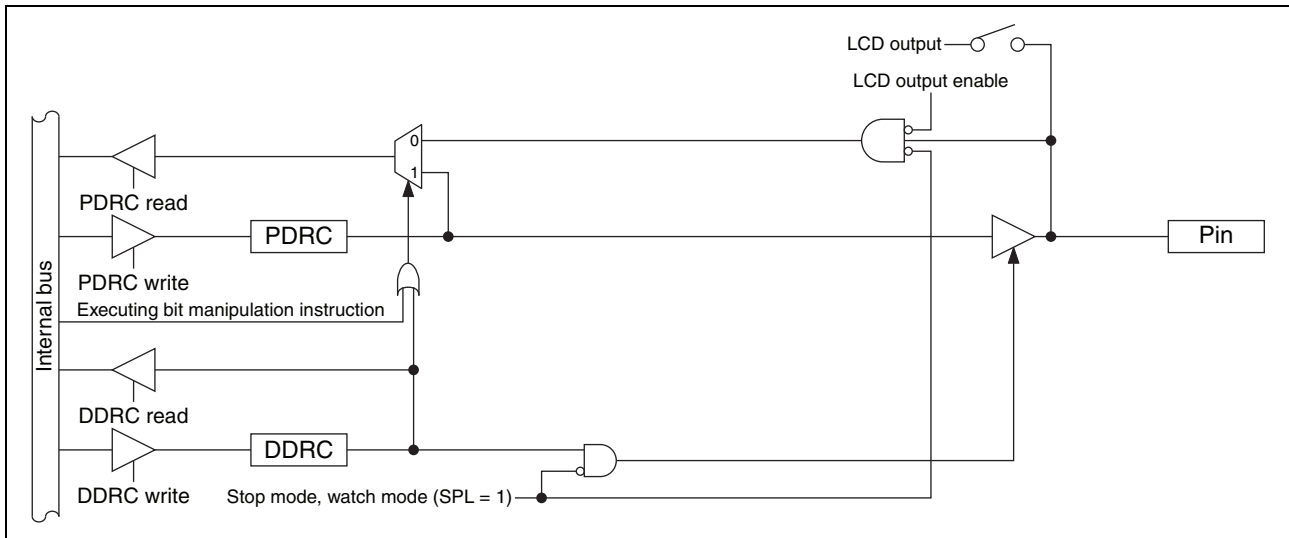 LCD output
LCD output enable
0
1
PDRC read
PDRC
Pin
PDRC write
Executing bit manipulation instruction
Internal bus
DDRC read
DDRC
DDRC write
Stop mode, watch mode (SPL = 1)